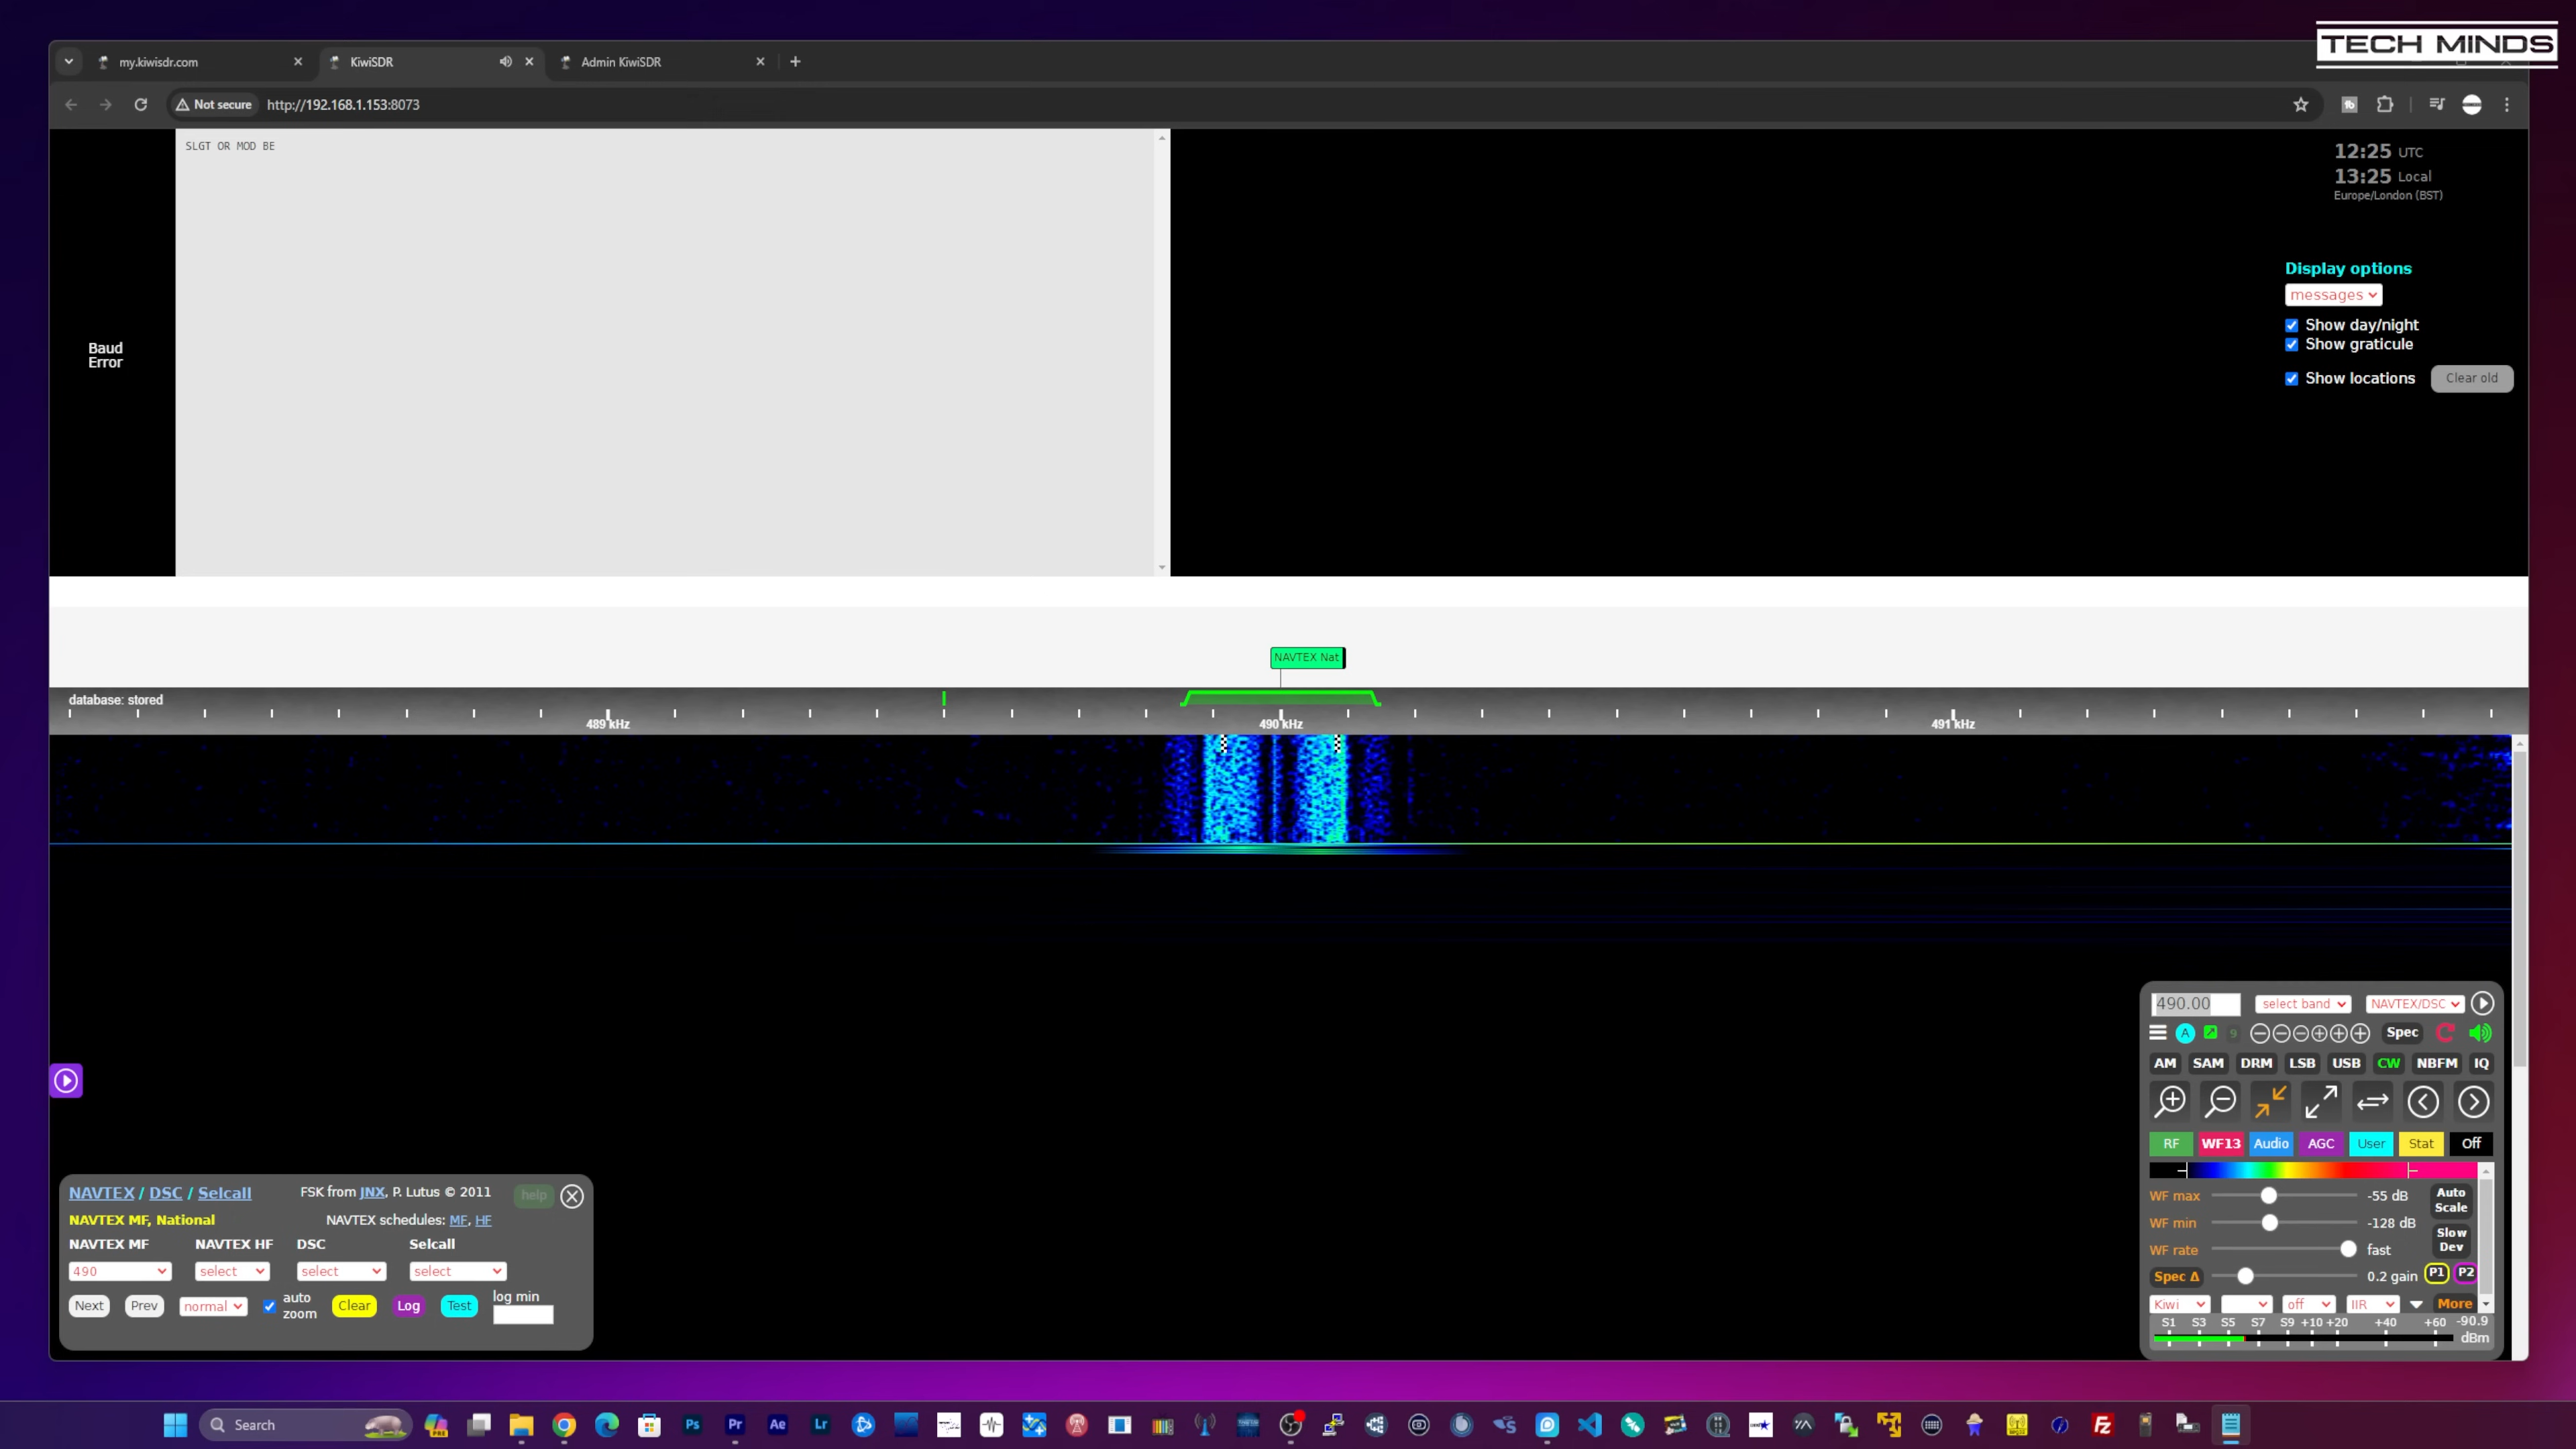 TECH MINDS
my.kiwisdr.com
KiwiSDR
Admin KiwiSDR
Not secure
http://192.168.1.153:8073
SLGT OR MOD BE
12:25 UTC
13:25 Local
Europe/London (BST)
Display options
messages
Show day/night
Show graticule
Show locations
Clear old
Baud
Error
NAVTEX Nat
database: stored
489 kHz
490 kHz
491 kHz
490.00
select band
NAVTEX/DSC
A
9
Spec
AM
SAM
DRM
LSB
USB
CW
NBFM
IQ
RF
WF13
Audio
AGC
User
Stat
Off
WF max
-55 dB
Auto
Scale
WF min
-128 dB
WF rate
fast
Slow
Dev
Spec Δ
0.2 gain
P1
P2
Kiwi
off
IIR
More
S1 S3 S5 S7 S9 +10 +20 +40 +60 -90.9
dBm
NAVTEX / DSC / Selcall
FSK from JNX, P. Lutus © 2011
help
NAVTEX MF, National
NAVTEX schedules: MF, HF
NAVTEX MF
NAVTEX HF
DSC
Selcall
490
select
select
select
Next
Prev
normal
auto
zoom
Clear
Log
Test
log min
Search
PRE
Ps
Pr
Ae
Lr
Fz